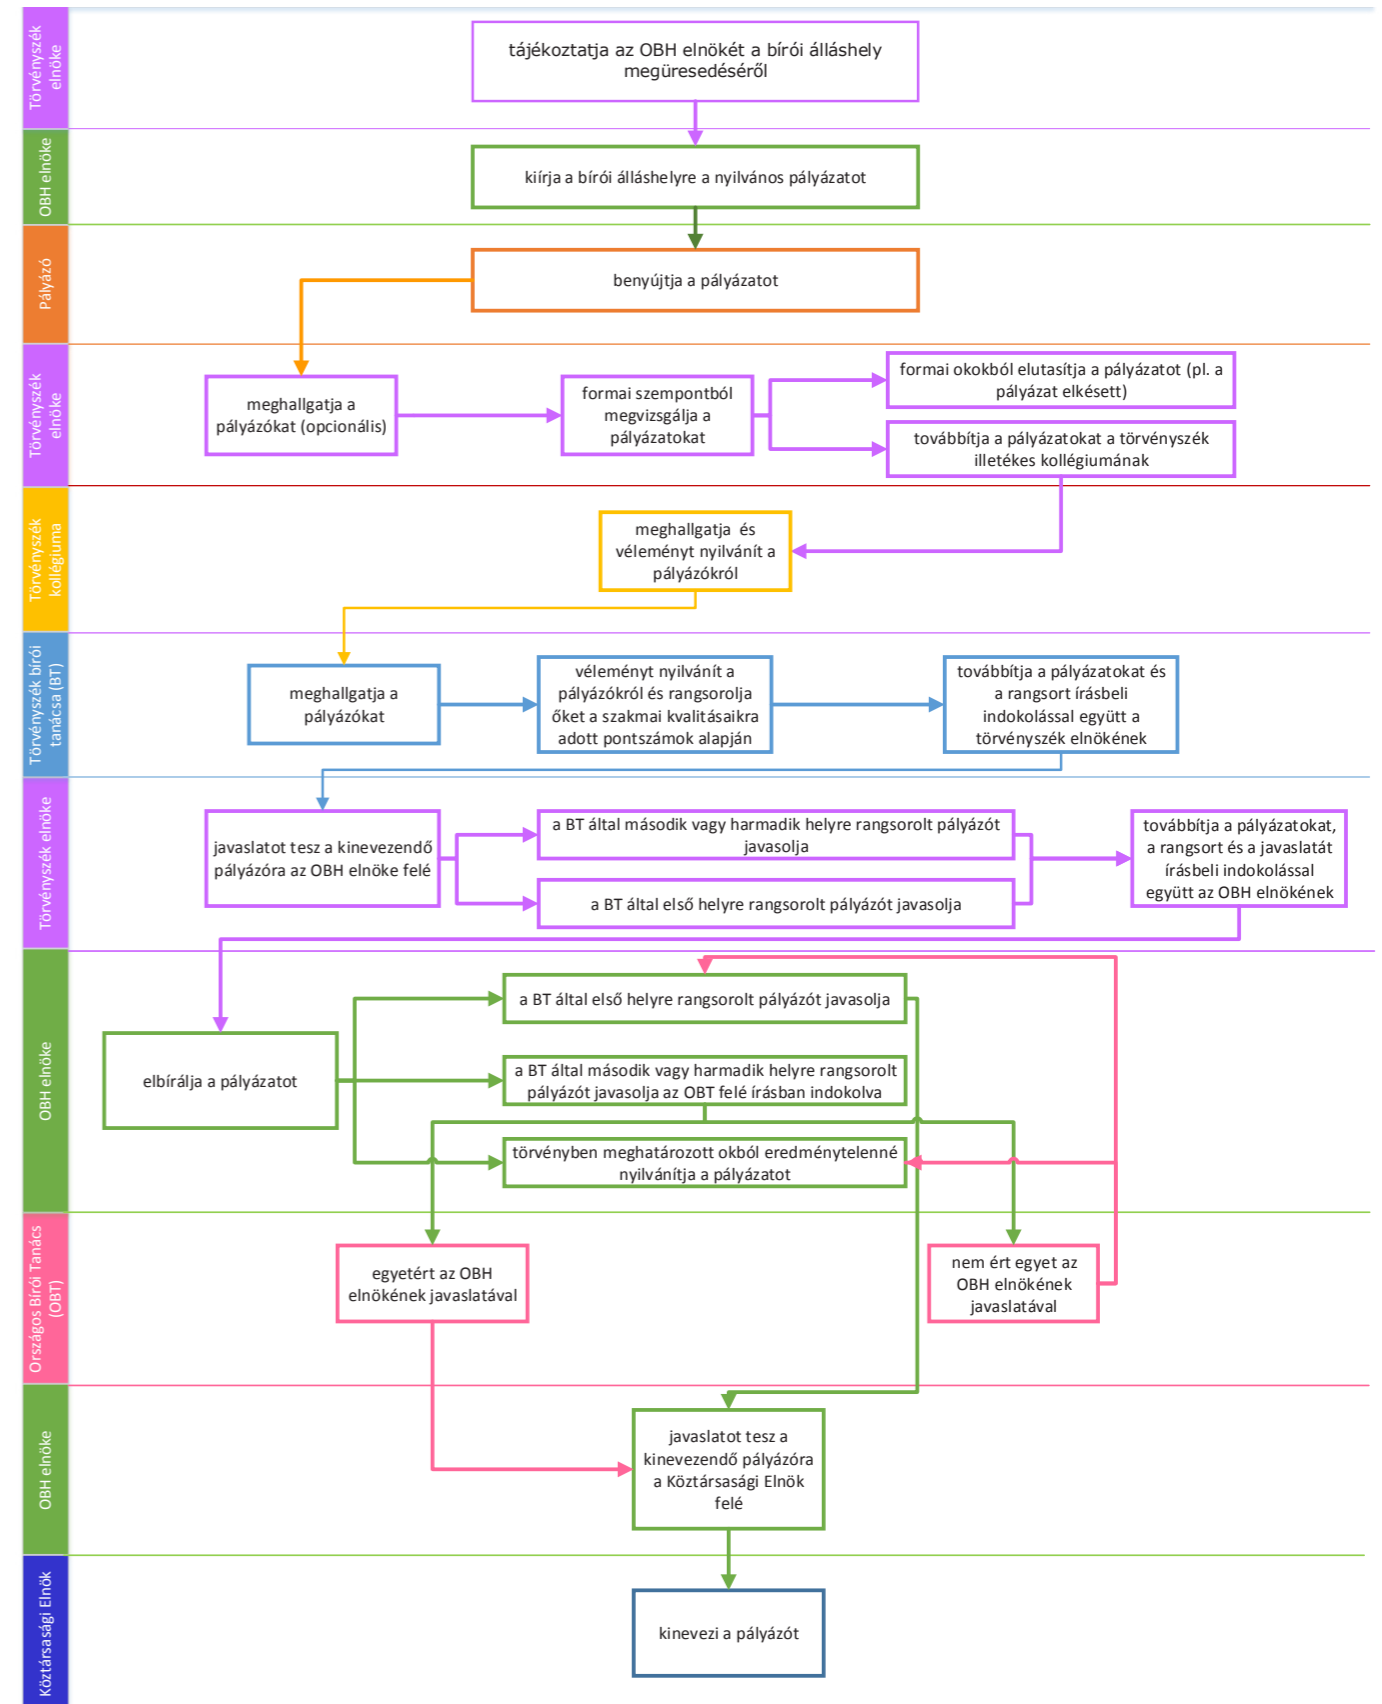 Törvényszék
elnöke
tájékoztatja az OBH elnökét a bírói álláshely
megüresedéséről
OBH elnöke
kiírja a bírói álláshelyre a nyilvános pályázatot
Pályázó
benyújtja a pályázatot
Törvényszék
elnöke
meghallgatja a
pályázókat (opcionális)
formai szempontból
megvizsgálja a
pályázatokat
formai okokból elutasítja a pályázatot (pl. a
pályázat elkésett)
továbbítja a pályázatokat a törvényszék
illetékes kollégiumának
Törvényszék
kollégiuma
meghallgatja és
véleményt nyilvánít a
pályázókról
Törvényszék bírói
tanácsa (BT)
meghallgatja a
pályázókat
véleményt nyilvánít a
pályázókról és rangsorolja
őket a szakmai kvalitásaikra
adott pontszámok alapján
továbbítja a pályázatokat és
a rangsort írásbeli
indokolással együtt a
törvényszék elnökének
Törvényszék elnöke
javaslatot tesz a kinevezendő
pályázóra az OBH elnöke felé
a BT által második vagy harmadik helyre rangsorolt pályázót
javasolja
a BT által első helyre rangsorolt pályázót javasolja
továbbítja a pályázatokat,
a rangsort és a javaslatát
írásbeli indokolással
együtt az OBH elnökének
OBH elnöke
elbírálja a pályázatot
a BT által első helyre rangsorolt pályázót javasolja
a BT által második vagy harmadik helyre rangsorolt
pályázót javasolja az OBT felé írásban indokolva
törvényben meghatározott okból eredménytelenné
nyilvánítja a pályázatot
Országos Bírói Tanács
(OBT)
egyetért az OBH
elnökének javaslatával
nem ért egyet az
OBH elnökének
javaslatával
OBH elnöke
javaslatot tesz a
kinevezendő pályázóra
a Köztársasági Elnök
felé
Köztársasági Elnök
kinevezi a pályázót